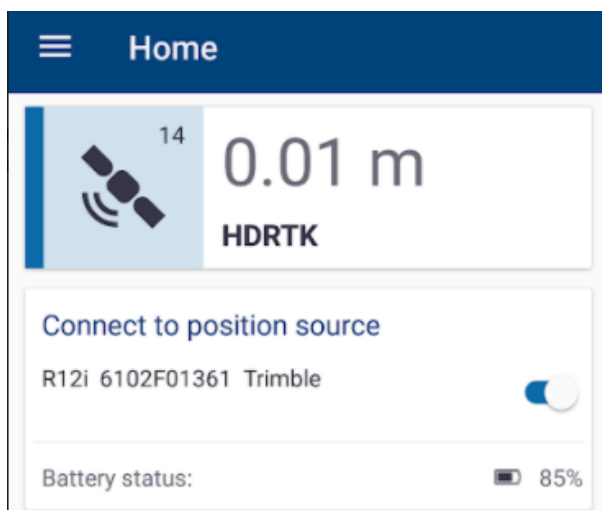 Home
14
0.01 m
HDRTK
Connect to position source
R12i 6102F01361 Trimble
Battery status: 85%